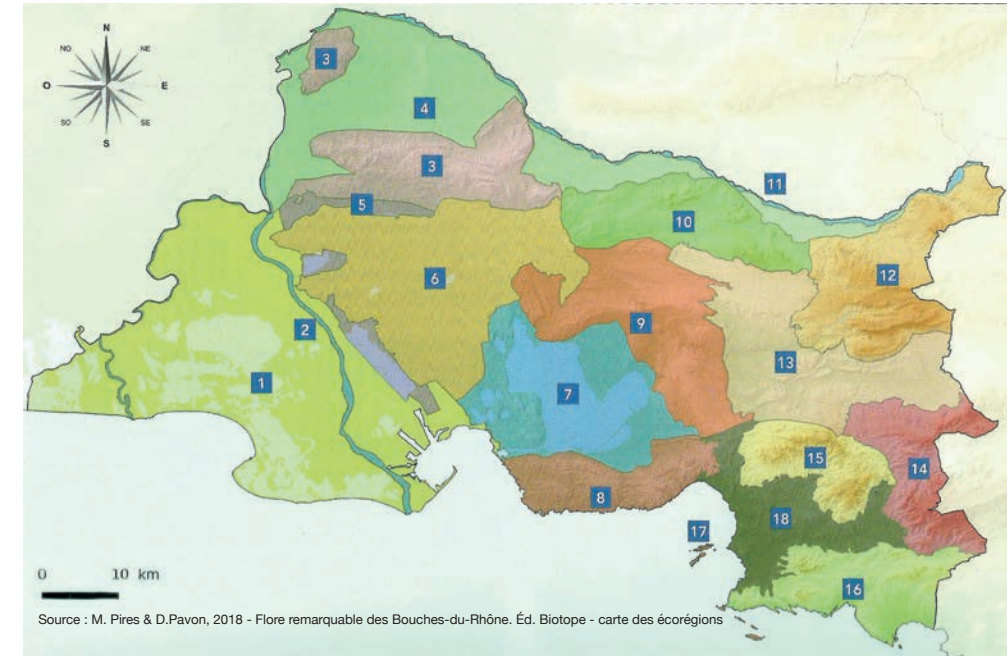 N
NO NE
O E
SO SE
S
3
4
3
11
5
10
6
12
2
9
13
1
7
15
14
8
18
17
16
0 10 km
Source : M. Pires & D.Pavon, 2018 - Flore remarquable des Bouches-du-Rhône. Éd. Biotope - carte des écorégions